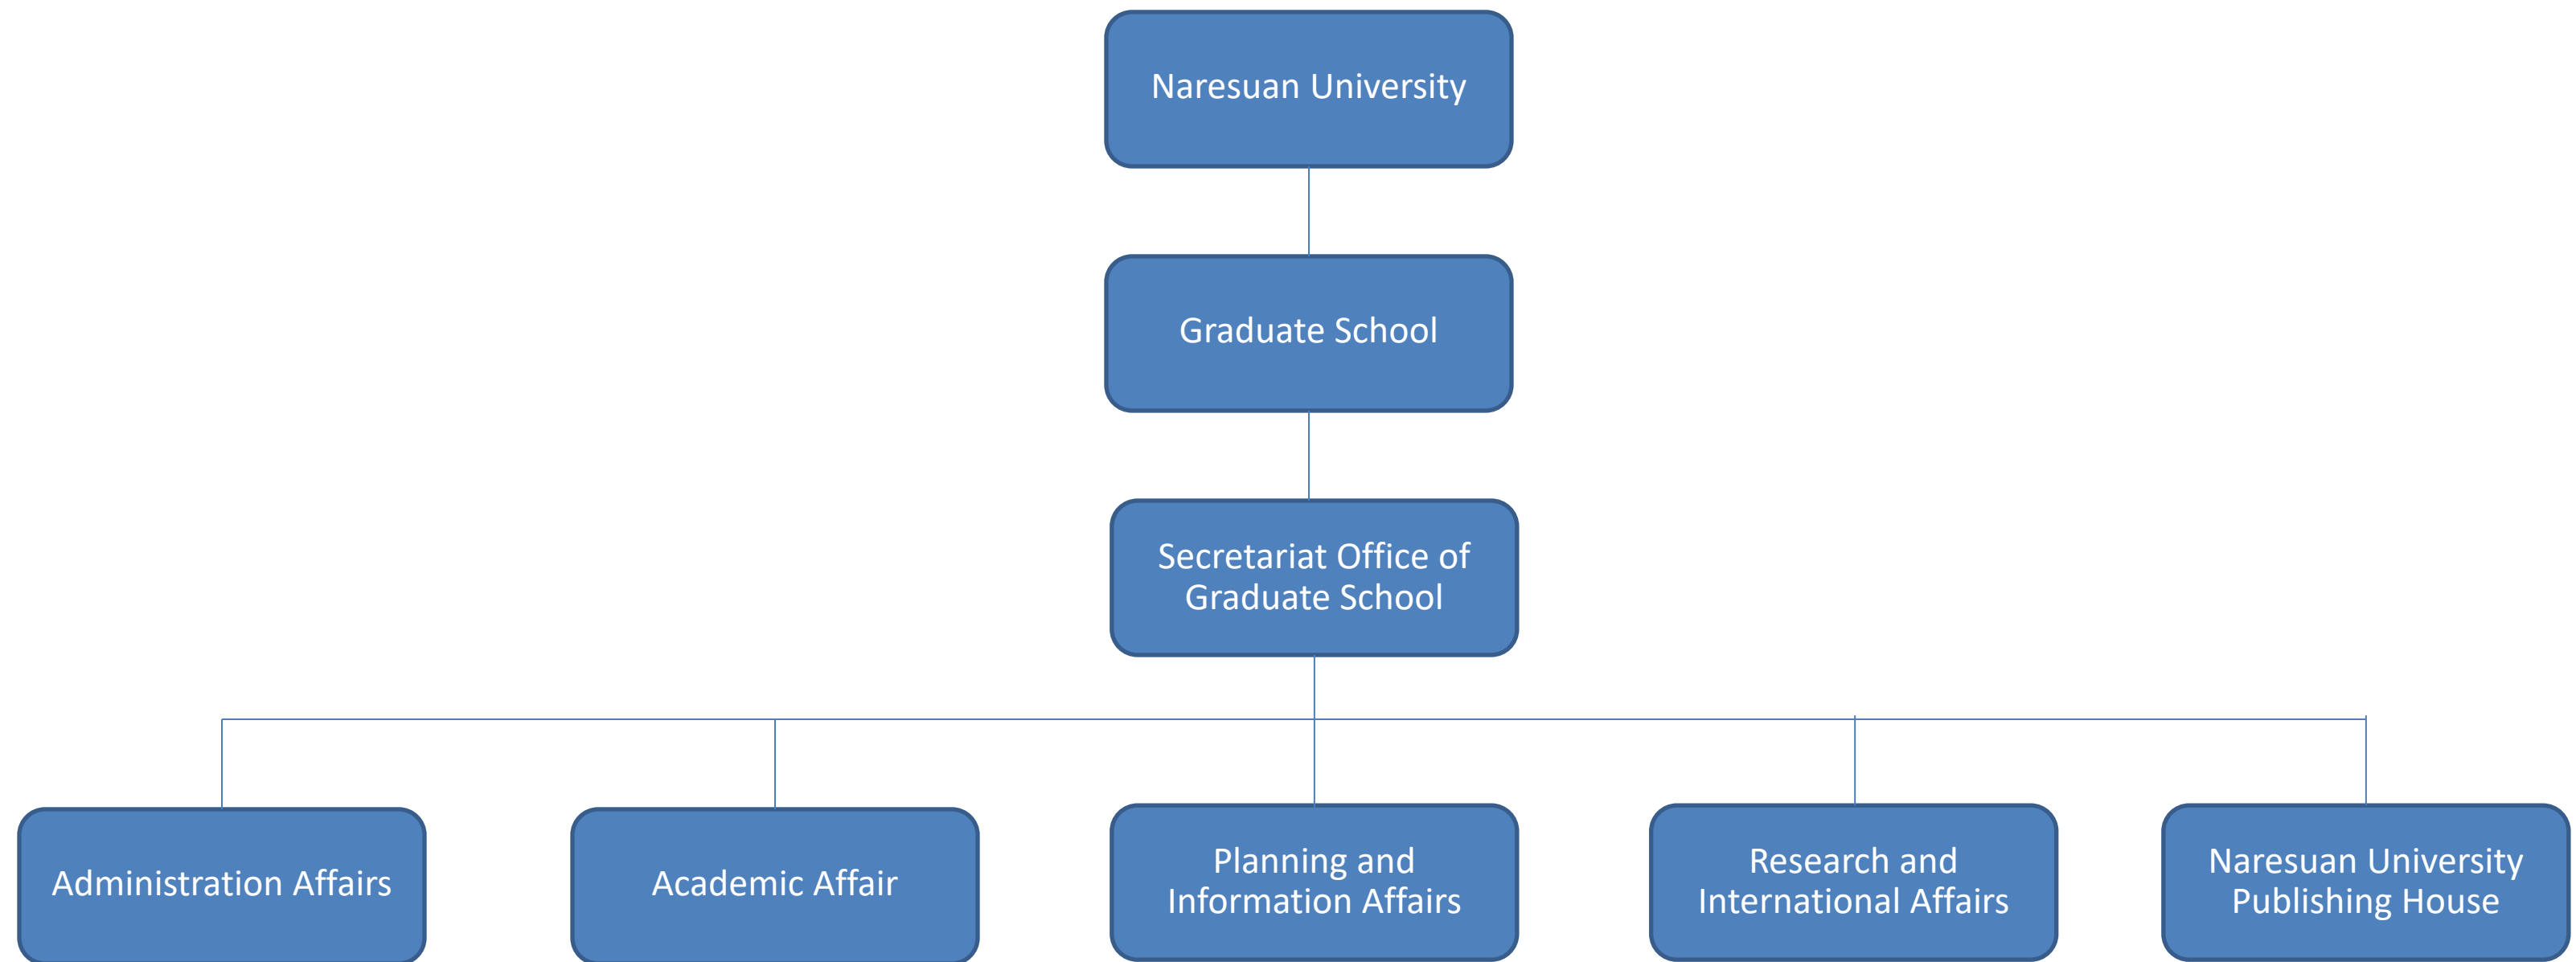 Naresuan University
Graduate School
Secretariat Office of
Graduate School
Administration Affairs
Academic Affair
Planning and
Information Affairs
Research and
International Affairs
Naresuan University
Publishing House